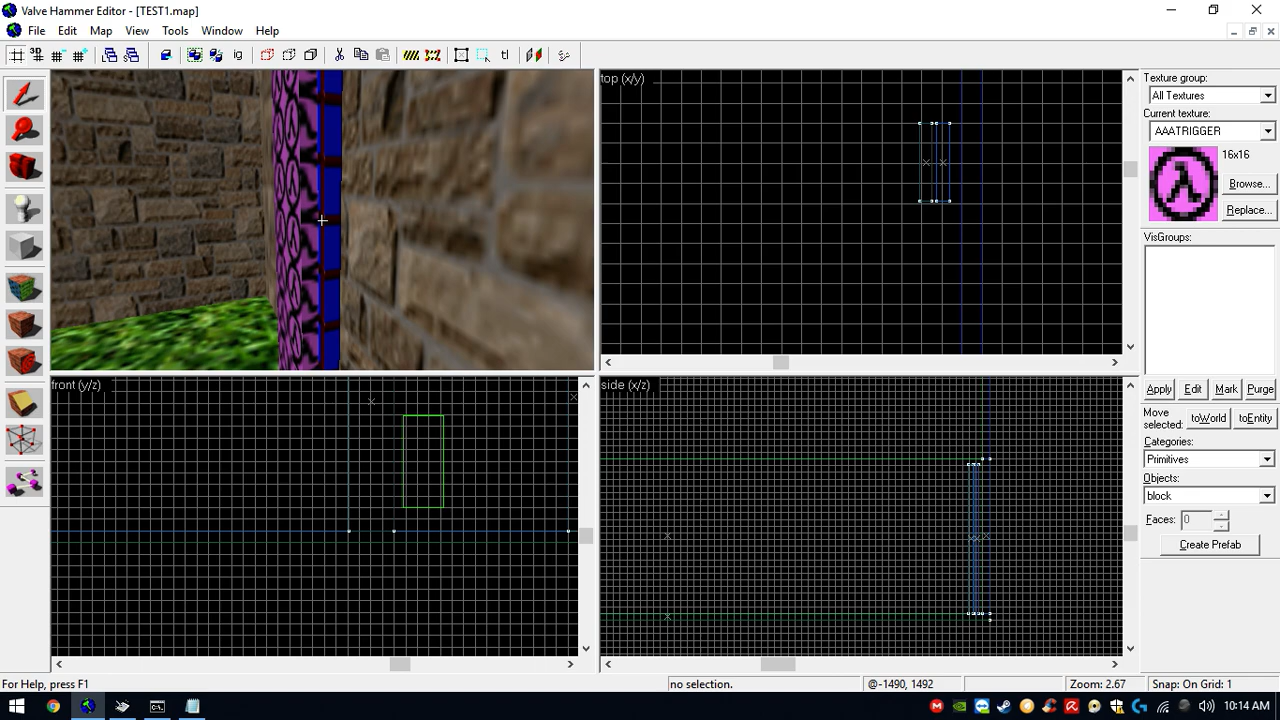 Valve Hammer Editor - [TEST1.map]
File Edit Map View Tools Window Help
3D
ig
tl
top (x/y)
front (y/z)
side (x/z)
Texture group:
All Textures
Current texture:
AAATRIGGER
16x16
Browse...
Replace...
VisGroups:
Apply Edit Mark Purge
Move selected: toWorld toEntity
Categories:
Primitives
Objects:
block
Faces: 0
Create Prefab
For Help, press F1
no selection.
@-1490, 1492
Zoom: 2.67
Snap: On Grid: 1
10:14 AM